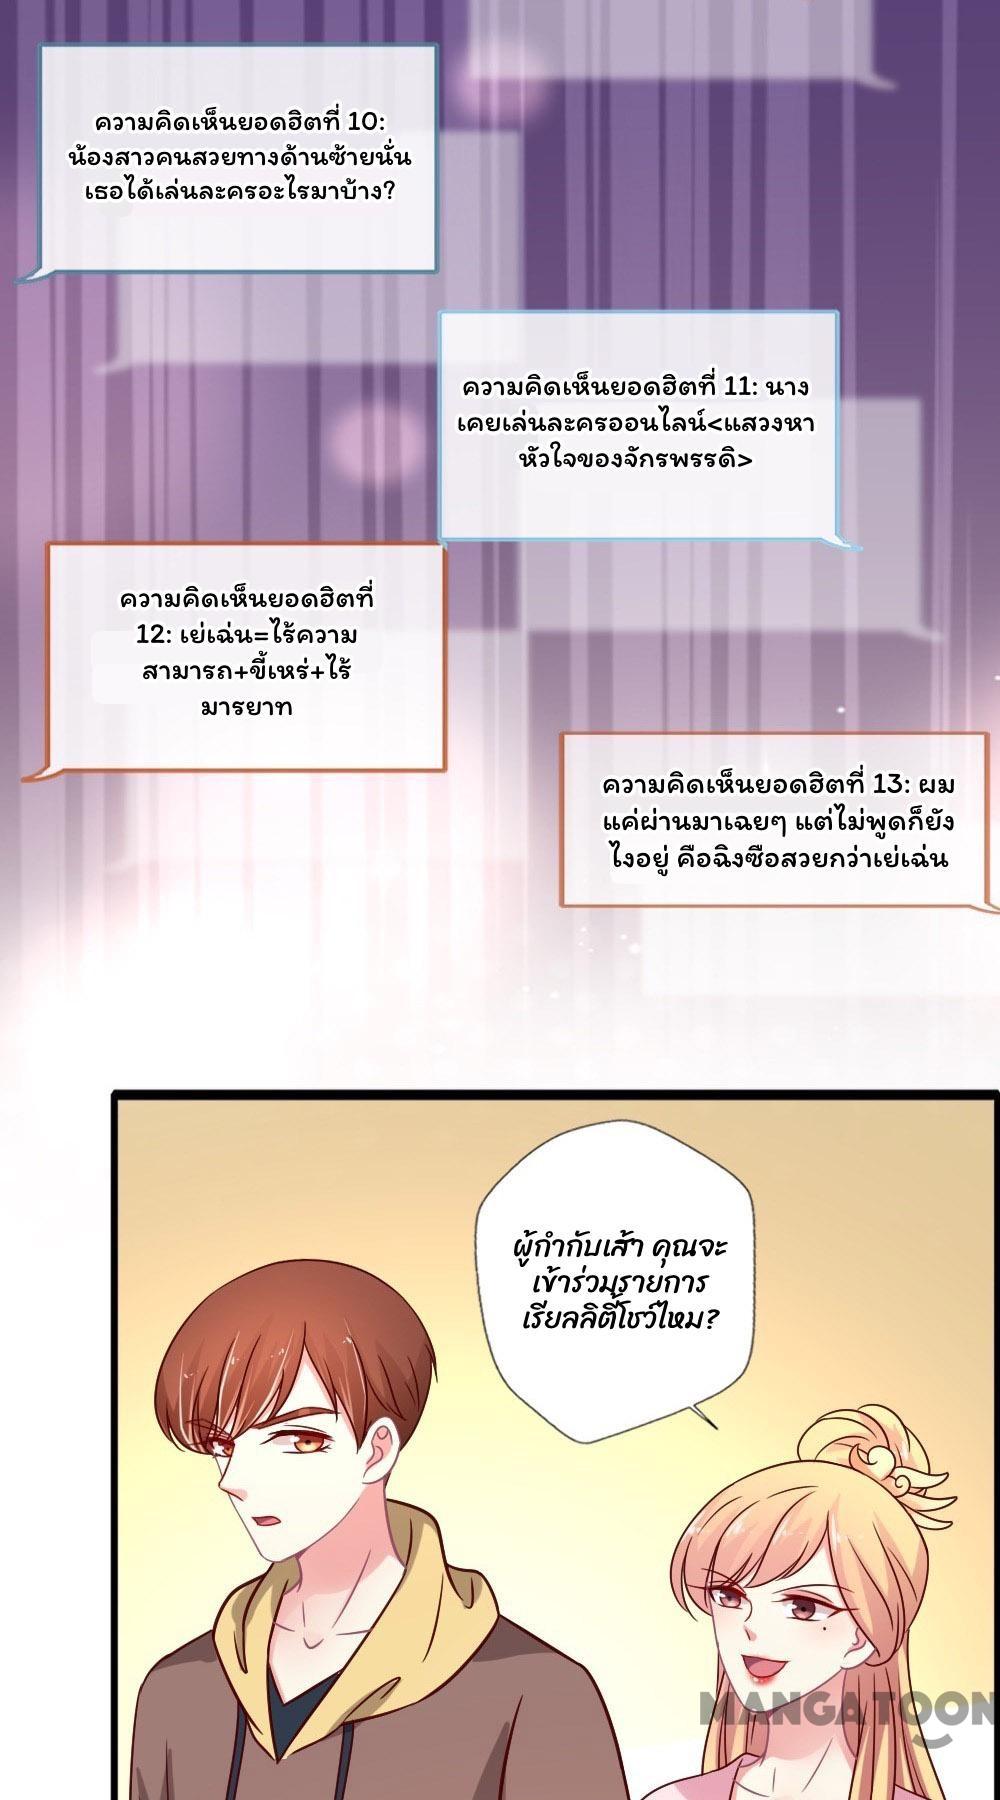 ความคิดเห็นยอดฮิตที่ 10:
น้องสาวคนสวยทางด้านซ้ายนั่น
เธอได้เล่นละครอะไรมาบ้าง?
ความคิดเห็นยอดฮิตที่ 11: นาง
เคยเล่นละครออนไลน์<แสวงหา
หัวใจของจักรพรรดิ>
ความคิดเห็นยอดฮิตที่
12: เย่เฉ่น=ไร้ความ
สามารถ+ขี้เหร่+ไร้
มารยาท
ความคิดเห็นยอดฮิตที่ 13: ผม
แค่ผ่านมาเฉยๆ แต่ไม่พูดก็ยัง
ไงอยู่ คือฉิงซือสวยกว่าเย่เฉ่น
ผู้กำกับเส้า คุณจะ
เข้าร่วมรายการ
เรียลลิตี้โชว์ไหม?
MANGATOON